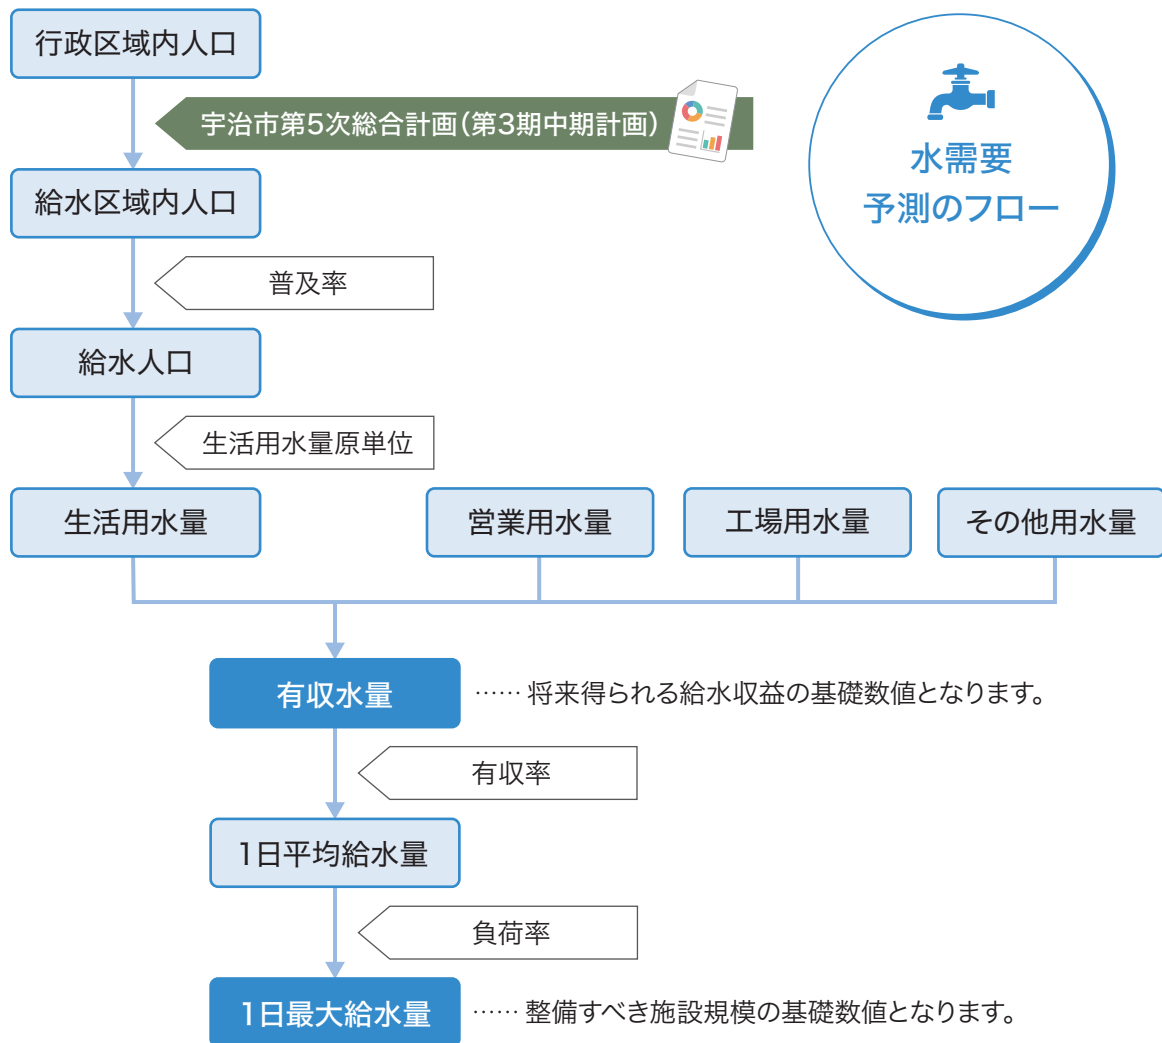 行政区域内人口
宇治市第5次総合計画(第3期中期計画)
水需要
予測のフロー
給水区域内人口
普及率
給水人口
生活用水量原単位
生活用水量
営業用水量
工場用水量
その他用水量
有収水量
…… 将来得られる給水収益の基礎数値となります。
有収率
1日平均給水量
負荷率
1日最大給水量
…… 整備すべき施設規模の基礎数値となります。